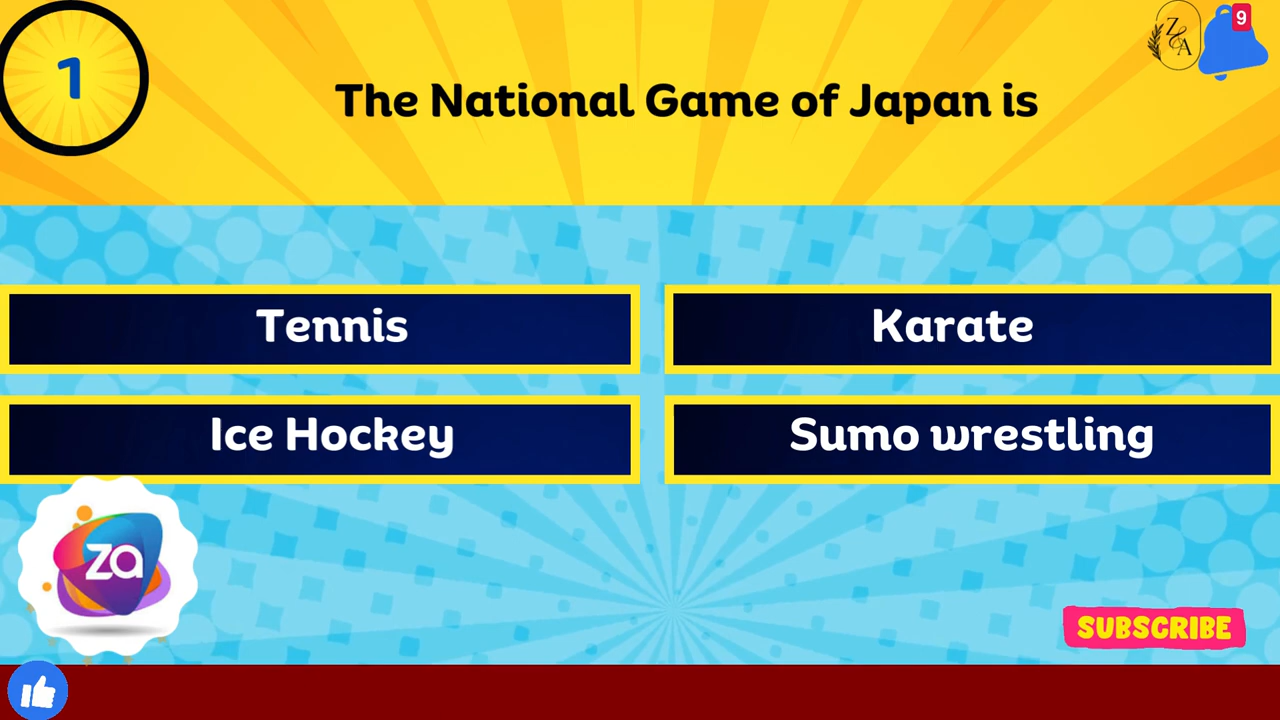 1
The National Game of Japan is
Z&A
9
Tennis
Karate
Ice Hockey
Sumo wrestling
za
SUBSCRIBE